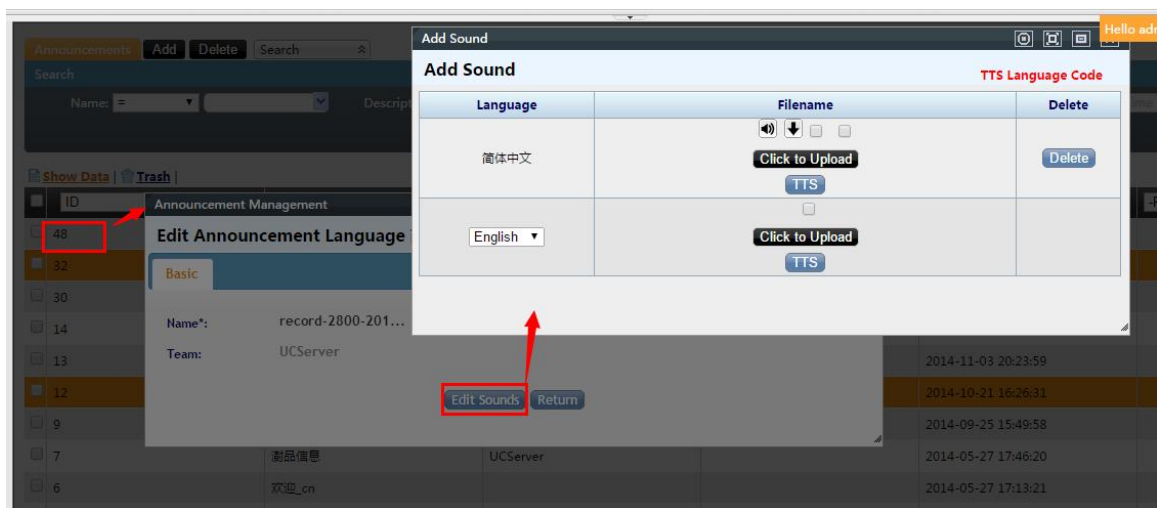 Hello adr
Add Sound
Announcements Add Delete Search
Add Sound
TTS Language Code
Search
Language Filename Delete
Name: = Descript
简体中文
Click to Upload
Delete
TTS
Show Data | Trash |
ID
Announcement Management
48
Edit Announcement Language
English
Click to Upload
TTS
32
Basic
30
14
Name*: record-2800-201...
13
Team: UCServer
2014-11-03 20:23:59
12
Edit Sounds Return
2014-10-21 16:26:31
9
2014-09-25 15:49:58
7
UCServer
2014-05-27 17:46:20
6
欢迎_cn
2014-05-27 17:13:21